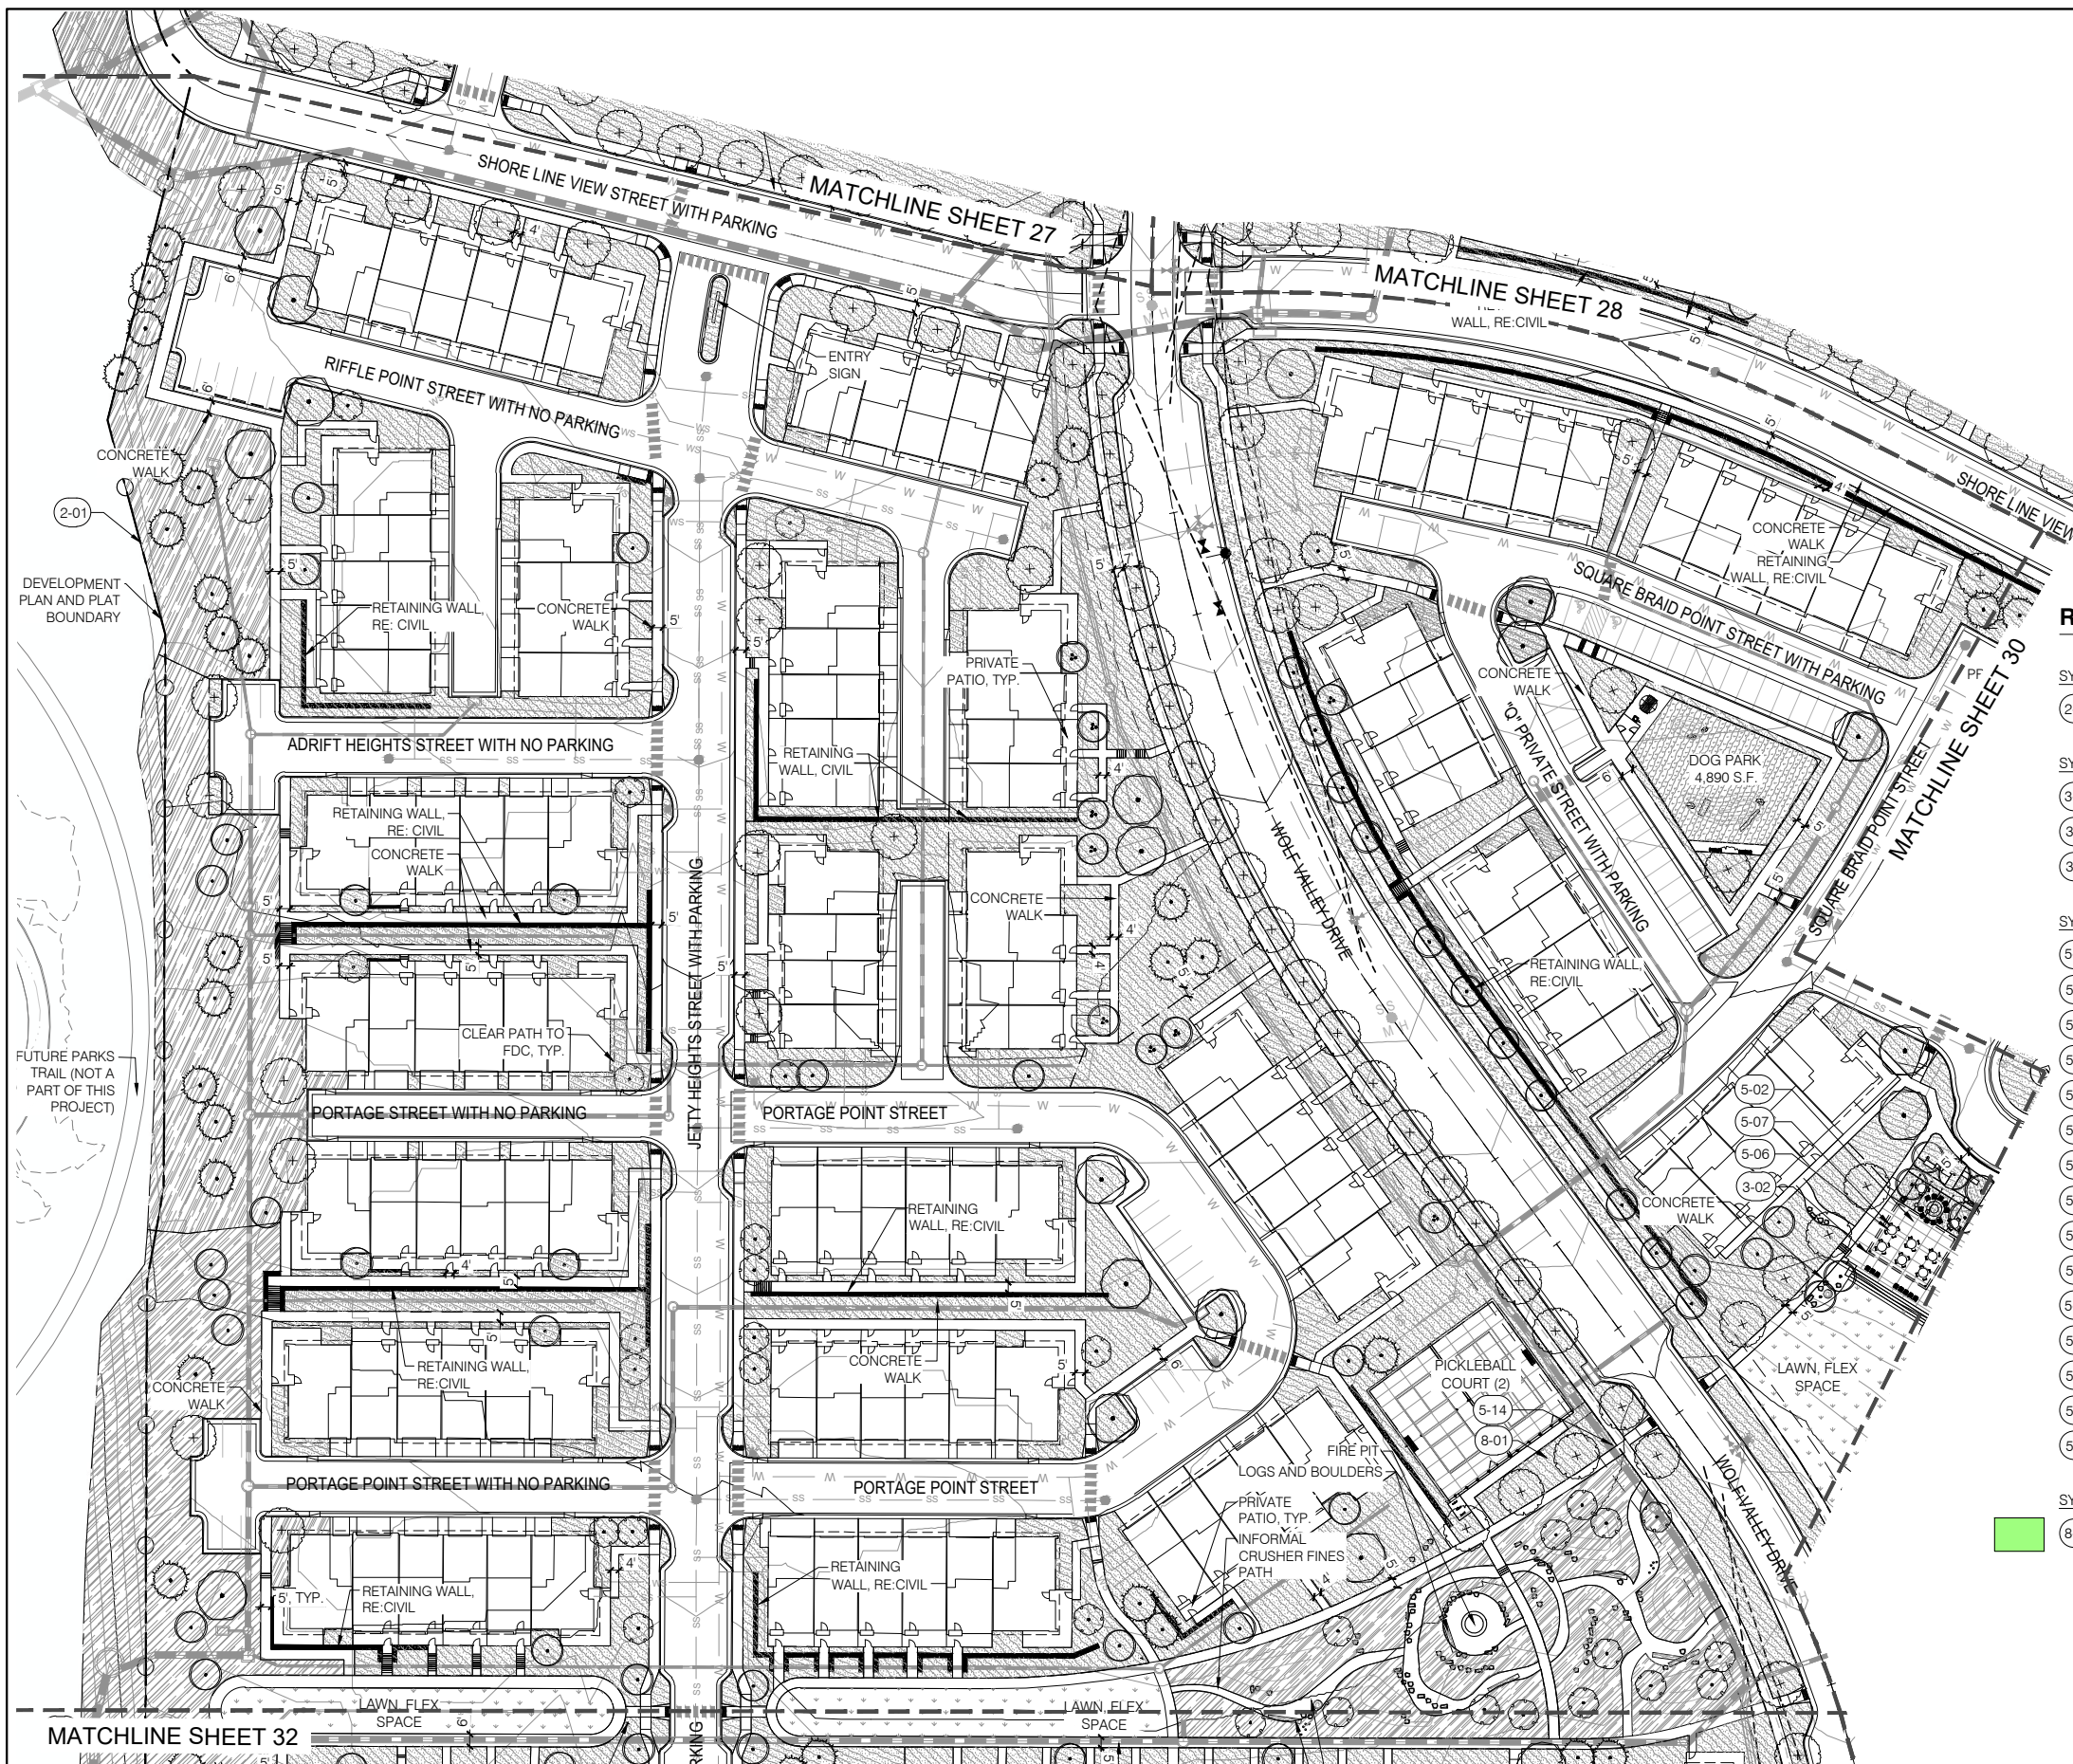 SHORE LINE VIEW STREET WITH PARKING
MATCHLINE SHEET 27
MATCHLINE SHEET 28
WALL, RE:CIVIL
ENTRY
SIGN
RIFFLE POINT STREET WITH NO PARKING
CONCRETE
WALK
2-01
DEVELOPMENT
PLAN AND PLAT
BOUNDARY
RETAINING WALL,
RE: CIVIL
CONCRETE
WALK
PRIVATE
PATIO, TYP.
SHORE LINE VIEW
CONCRETE
WALK
RETAINING
WALL, RE:CIVIL
SQUARE BRAID POINT STREET WITH PARKING
CONCRETE
WALK
"Q" PRIVATE STREET WITH PARKING
DOG PARK
4,890 S.F.
MATCHLINE SHEET 30
SQUARE BRAID POINT STREET
ADRIFT HEIGHTS STREET WITH NO PARKING
RETAINING
WALL, CIVIL
RETAINING WALL,
RE: CIVIL
CONCRETE
WALK
JETTY HEIGHTS STREET WITH PARKING
CONCRETE
WALK
WOLF VALLEY DRIVE
RETAINING WALL,
RE:CIVIL
CLEAR PATH TO
FDC, TYP.
FUTURE PARKS
TRAIL (NOT A
PART OF THIS
PROJECT)
PORTAGE STREET WITH NO PARKING
PORTAGE POINT STREET
5-02
5-07
5-06
3-02
CONCRETE
WALK
RETAINING
WALL, RE:CIVIL
RETAINING WALL,
RE:CIVIL
CONCRETE
WALK
CONCRETE
WALK
PICKLEBALL
COURT (2)
5-14
8-01
LAWN, FLEX
SPACE
FIRE PIT
LOGS AND BOULDERS
PORTAGE POINT STREET WITH NO PARKING
PORTAGE POINT STREET
PRIVATE
PATIO, TYP.
INFORMAL
CRUSHER FINES
PATH
WOLF VALLEY DRIVE
5', TYP.
RETAINING WALL,
RE:CIVIL
RETAINING
WALL, RE:CIVIL
LAWN, FLEX
SPACE
LAWN, FLEX
SPACE
MATCHLINE SHEET 32
RKING